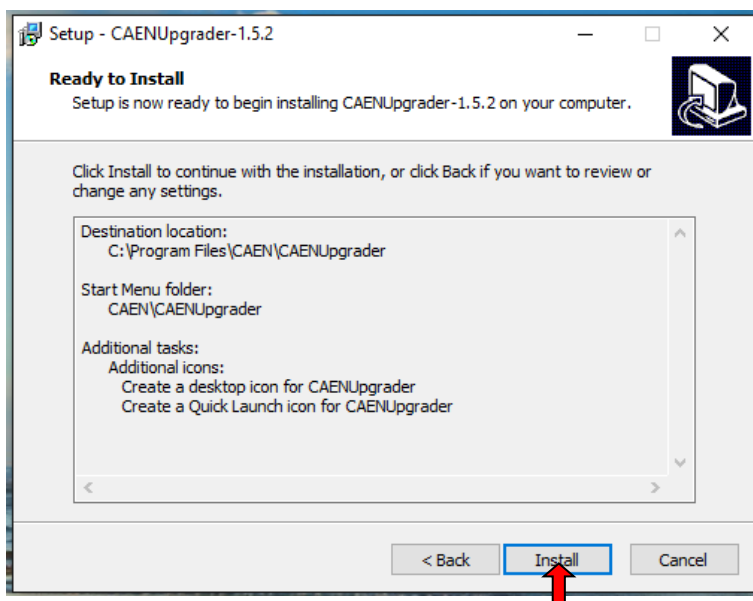 Setup - CAENUpgrader-1.5.2
Ready to Install
Setup is now ready to begin installing CAENUpgrader-1.5.2 on your computer.
Click Install to continue with the installation, or click Back if you want to review or
change any settings.
Destination location:
C:\Program Files\CAEN\CAENUpgrader
Start Menu folder:
CAEN\CAENUpgrader
Additional tasks:
Additional icons:
Create a desktop icon for CAENUpgrader
Create a Quick Launch icon for CAENUpgrader
< Back Install Cancel